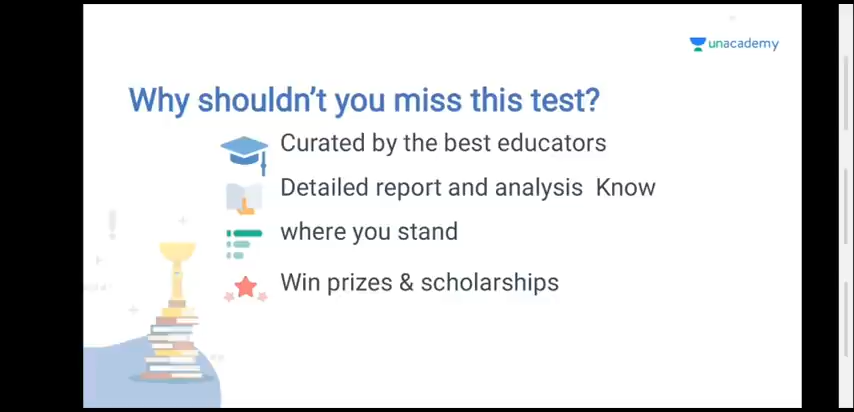 unacademy
Why shouldn't you miss this test?
Curated by the best educators
Detailed report and analysis Know
where you stand
Win prizes & scholarships